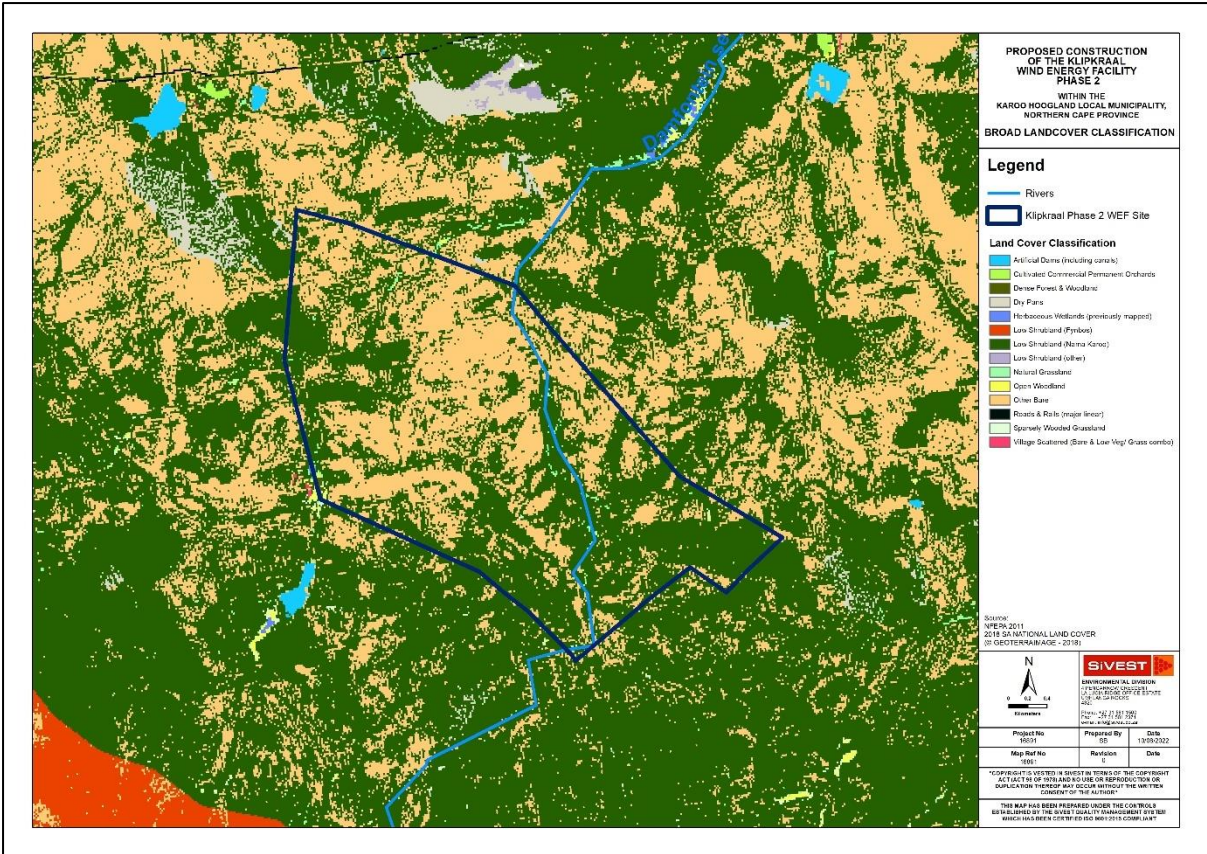 PROPOSED CONSTRUCTION
OF THE KLIPKRAAL
WIND ENERGY FACILITY
PHASE 2
WITHIN THE
KAROO HOOGLAND LOCAL MUNICIPALITY,
NORTHERN CAPE PROVINCE
BROAD LANDCOVER CLASSIFICATION
Legend
Rivers
Klipkraal Phase 2 WEF Site
Land Cover Classification
Artificial Dams (including canals)
Cultivated Commercial Permanent Orchards
Dense Forest & Woodland
Dry Pans
Herbaceous Wetlands (previously mapped)
Low Shrubland (Fynbos)
Low Shrubland (Nama Karoo)
Low Shrubland (other)
Natural Grassland
Open Woodland
Other Bare
Roads & Rails (major linear)
Sparsely Wooded Grassland
Village Scattered (Bare & Low Veg/ Grass combo)
Source:
NFEPA 2011
2018 SA NATIONAL LAND COVER
(© GEOTERRAIMAGE - 2018)
N
Kilometers
SiVEST
ENVIRONMENTAL DIVISION
Project No
Prepared By
SB
Date
Map Ref No
Revision
0
Date
"COPYRIGHT IS VESTED IN SIVEST IN TERMS OF THE COPYRIGHT
ACT (ACT 98 OF 1978) AND NO USE OR REPRODUCTION OR
DUPLICATION THEREOF MAY OCCUR WITHOUT THE WRITTEN
CONSENT OF THE AUTHOR"
THIS MAP HAS BEEN PREPARED UNDER THE CONTROLS
ESTABLISHED BY THE SIVEST QUALITY MANAGEMENT SYSTEM
WHICH HAS BEEN CERTIFIED ISO 9001:2015 COMPLIANT